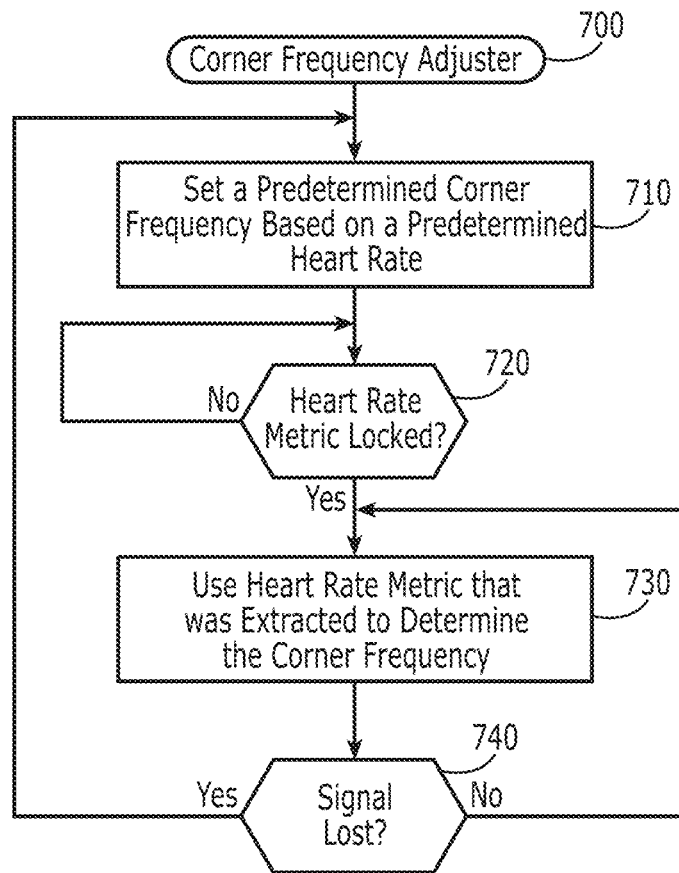 700
Corner Frequency Adjuster
Set a Predetermined Corner
Frequency Based on a Predetermined
Heart Rate
710
720
No
Heart Rate
Metric Locked?
Yes
Use Heart Rate Metric that
was Extracted to Determine
the Corner Frequency
730
740
Yes
Signal
Lost?
No